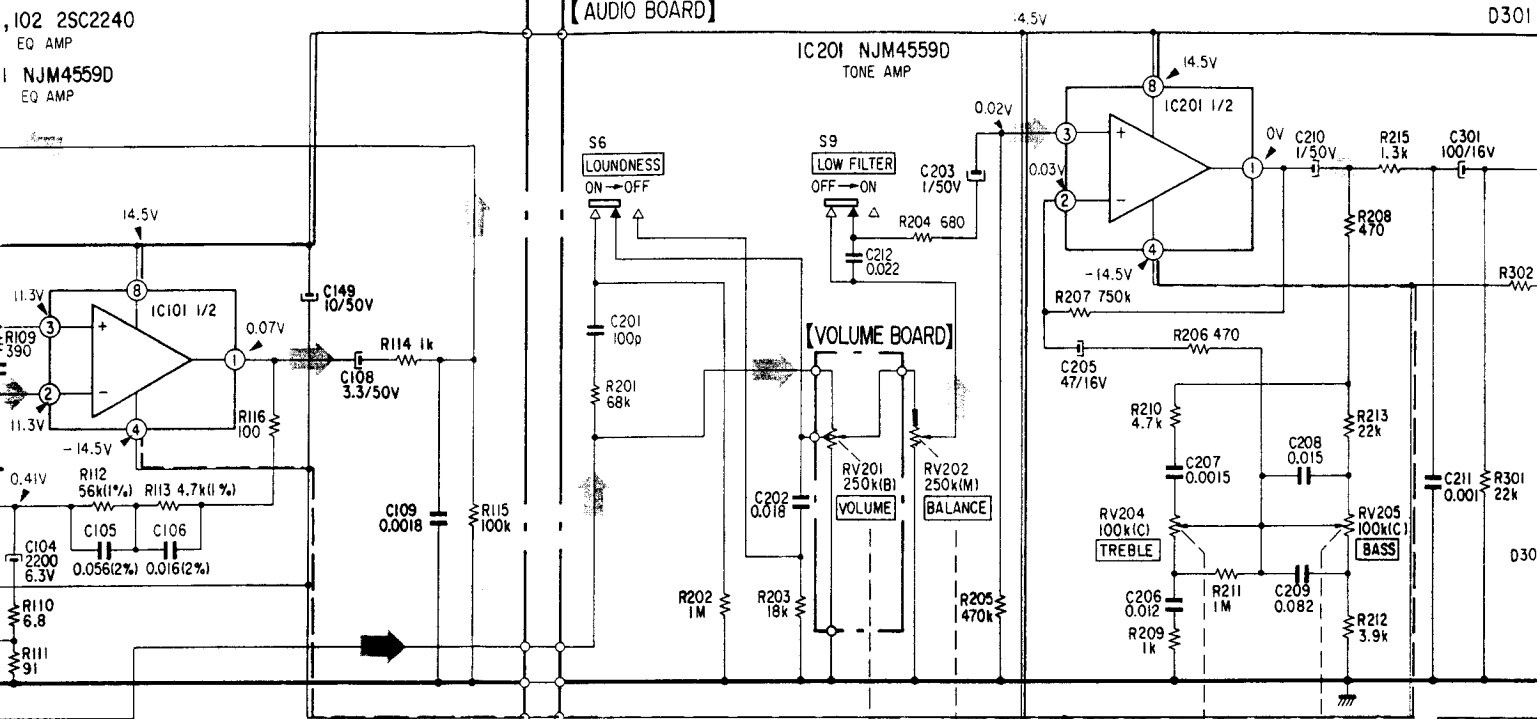 ,102 2SC2240
EQ AMP
1 NJM4559D
EQ AMP
【AUDIO BOARD】
IC201 NJM4559D
TONE AMP
14.5V
D301
14.5V
8
IC201 1/2
0.02V
3
+
0V
C210
1/50V
R215
1.3k
C301
100/16V
S6
LOUNDNESS
ON→OFF
S9
LOW FILTER
OFF→ON
C203
1/50V
0.03V
2
−
1
R204 680
R208
470
4
-14.5V
C212
0.022
R207 750k
R302
14.5V
8
11.3V
IC101 1/2
C149
10/50V
3
+
R109
390
0.07V
1
R114 1k
C108
3.3/50V
2
−
11.3V
4
-14.5V
R116
100
C201
100p
R201
68k
【VOLUME BOARD】
R206 470
C205
47/16V
R210
4.7k
R213
22k
C208
0.015
C207
0.0015
RV201
250k(B)
VOLUME
RV202
250k(M)
BALANCE
0.41V
R112
56k(1%)
R113 4.7k(1%)
C105
0.056(2%)
C106
0.016(2%)
C104
2200
6.3V
C109
0.0018
R115
100k
C202
0.018
RV204
100k(C)
TREBLE
RV205
100k(C)
BASS
C211
0.001
R301
22k
D30
R110
6.8
R111
91
R202
1M
R203
18k
R205
470k
C206
0.012
R211
1M
C209
0.082
R209
1k
R212
3.9k